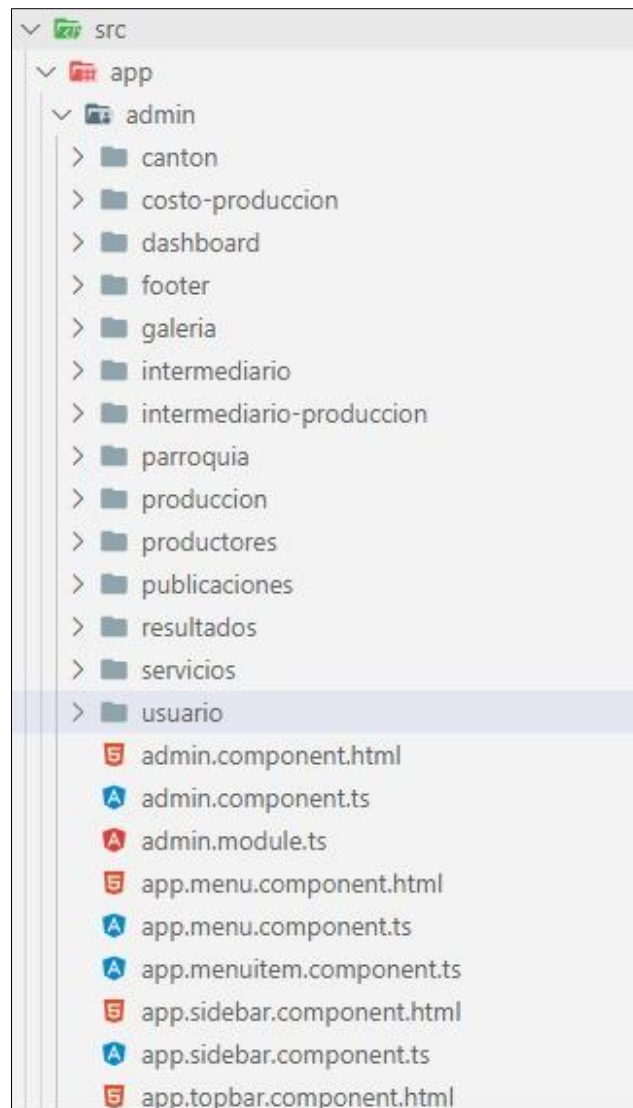 src
app
admin
canton
costo-produccion
dashboard
footer
galeria
intermediario
intermediario-produccion
parroquia
produccion
productores
publicaciones
resultados
servicios
usuario
admin.component.html
admin.component.ts
admin.module.ts
app.menu.component.html
app.menu.component.ts
app.menuitem.component.ts
app.sidebar.component.html
app.sidebar.component.ts
app.topbar.component.html